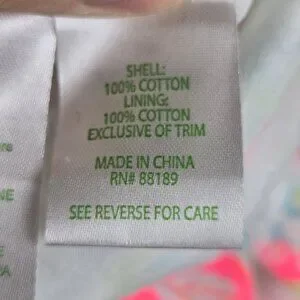 SHELL:
100% COTTON
LINING:
100% COTTON
EXCLUSIVE OF TRIM
MADE IN CHINA
RN# 88189
SEE REVERSE FOR CARE